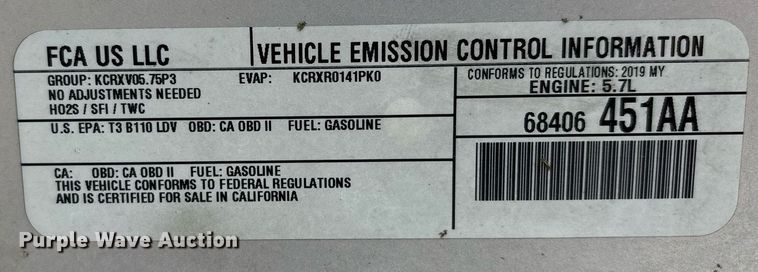 FCA US LLC
VEHICLE EMISSION CONTROL INFORMATION
GROUP: KCRXV05.75P3 EVAP: KCRXR0141PK0
NO ADJUSTMENTS NEEDED
HO2S / SFI / TWC
CONFORMS TO REGULATIONS: 2019 MY
ENGINE: 5.7L
U.S. EPA: T3 B110 LDV OBD: CA OBD II FUEL: GASOLINE
68406 451AA
CA: OBD: CA OBD II FUEL: GASOLINE
THIS VEHICLE CONFORMS TO FEDERAL REGULATIONS
AND IS CERTIFIED FOR SALE IN CALIFORNIA
Purple Wave Auction